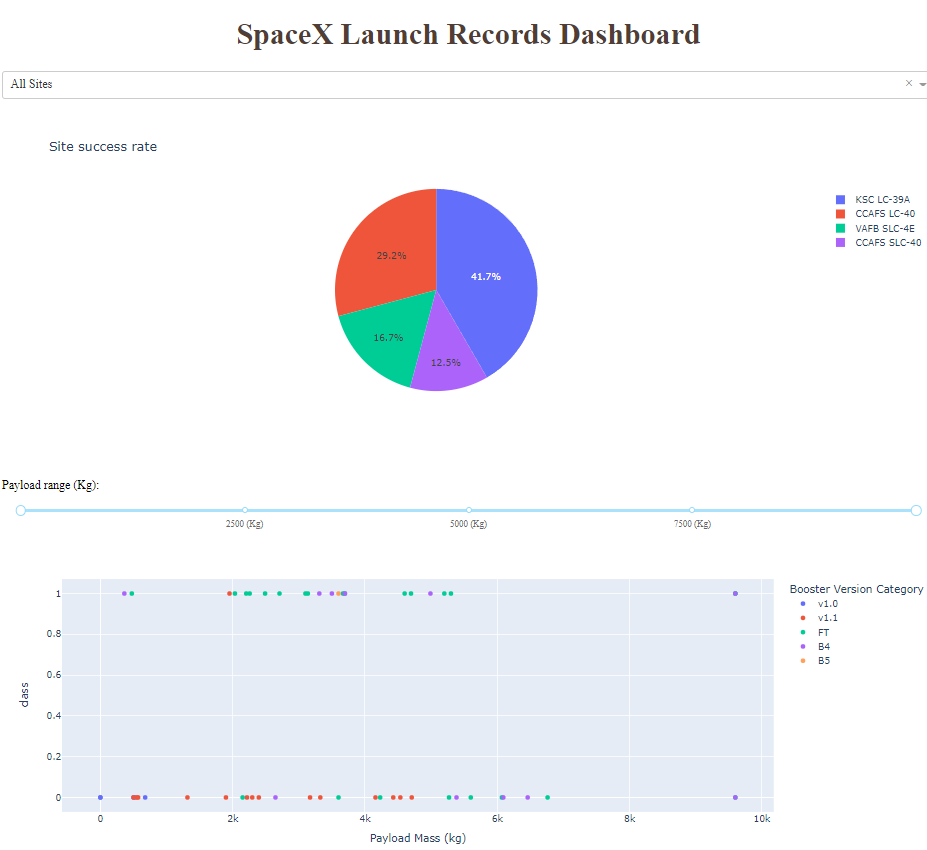 SpaceX Launch Records Dashboard
All Sites
×
Site success rate
KSC LC-39A
CCAFS LC-40
VAFB SLC-4E
CCAFS SLC-40
29.2%
41.7%
16.7%
12.5%
Payload range (Kg):
2500 (Kg) 5000 (Kg) 7500 (Kg)
Booster Version Category
v1.0
v1.1
FT
B4
B5
1
0.8
0.6
0.4
0.2
0
class
0 2k 4k 6k 8k 10k
Payload Mass (kg)